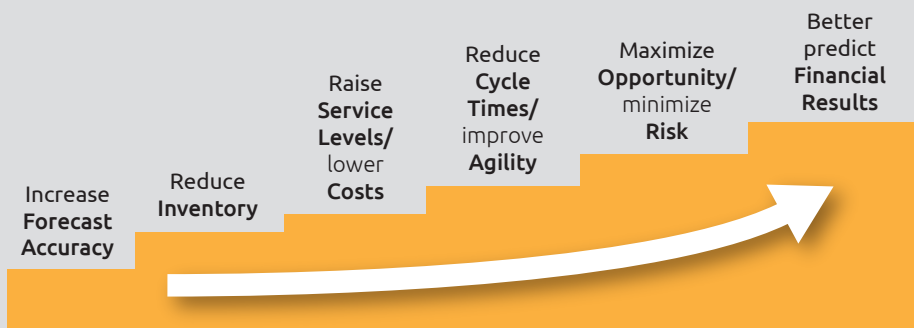 Increase
Forecast
Accuracy
Reduce
Inventory
Raise
Service
Levels/
lower
Costs
Reduce
Cycle
Times/
improve
Agility
Maximize
Opportunity/
minimize
Risk
Better
predict
Financial
Results